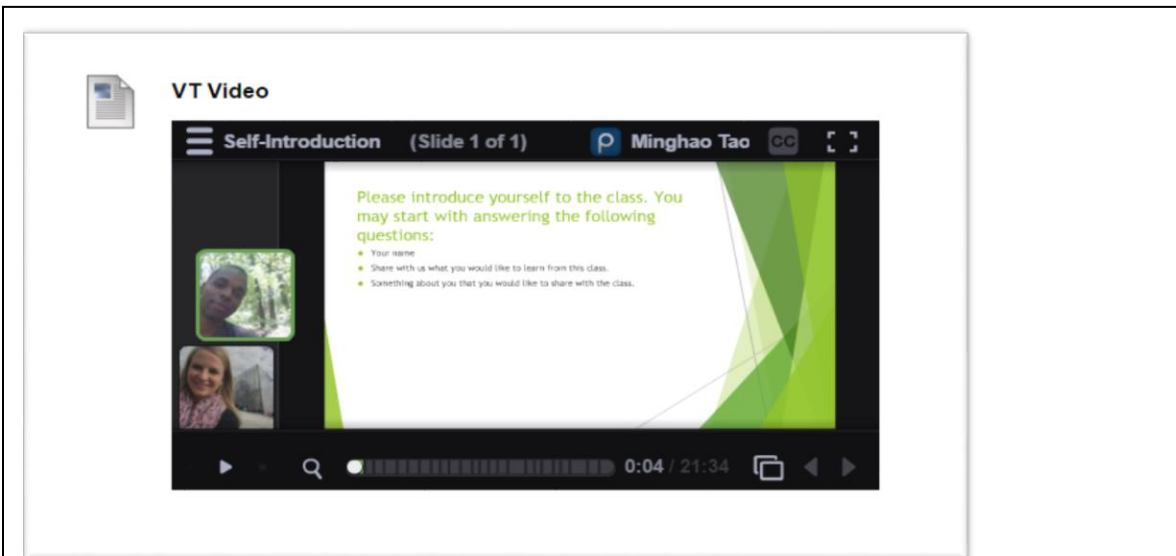 VT Video
Self-Introduction (Slide 1 of 1) Minghao Tao CC
Please introduce yourself to the class. You
may start with answering the following
questions:
Your name
Share with us what you would like to learn from this class.
Something about you that you would like to share with the class.
0:04 / 21:34